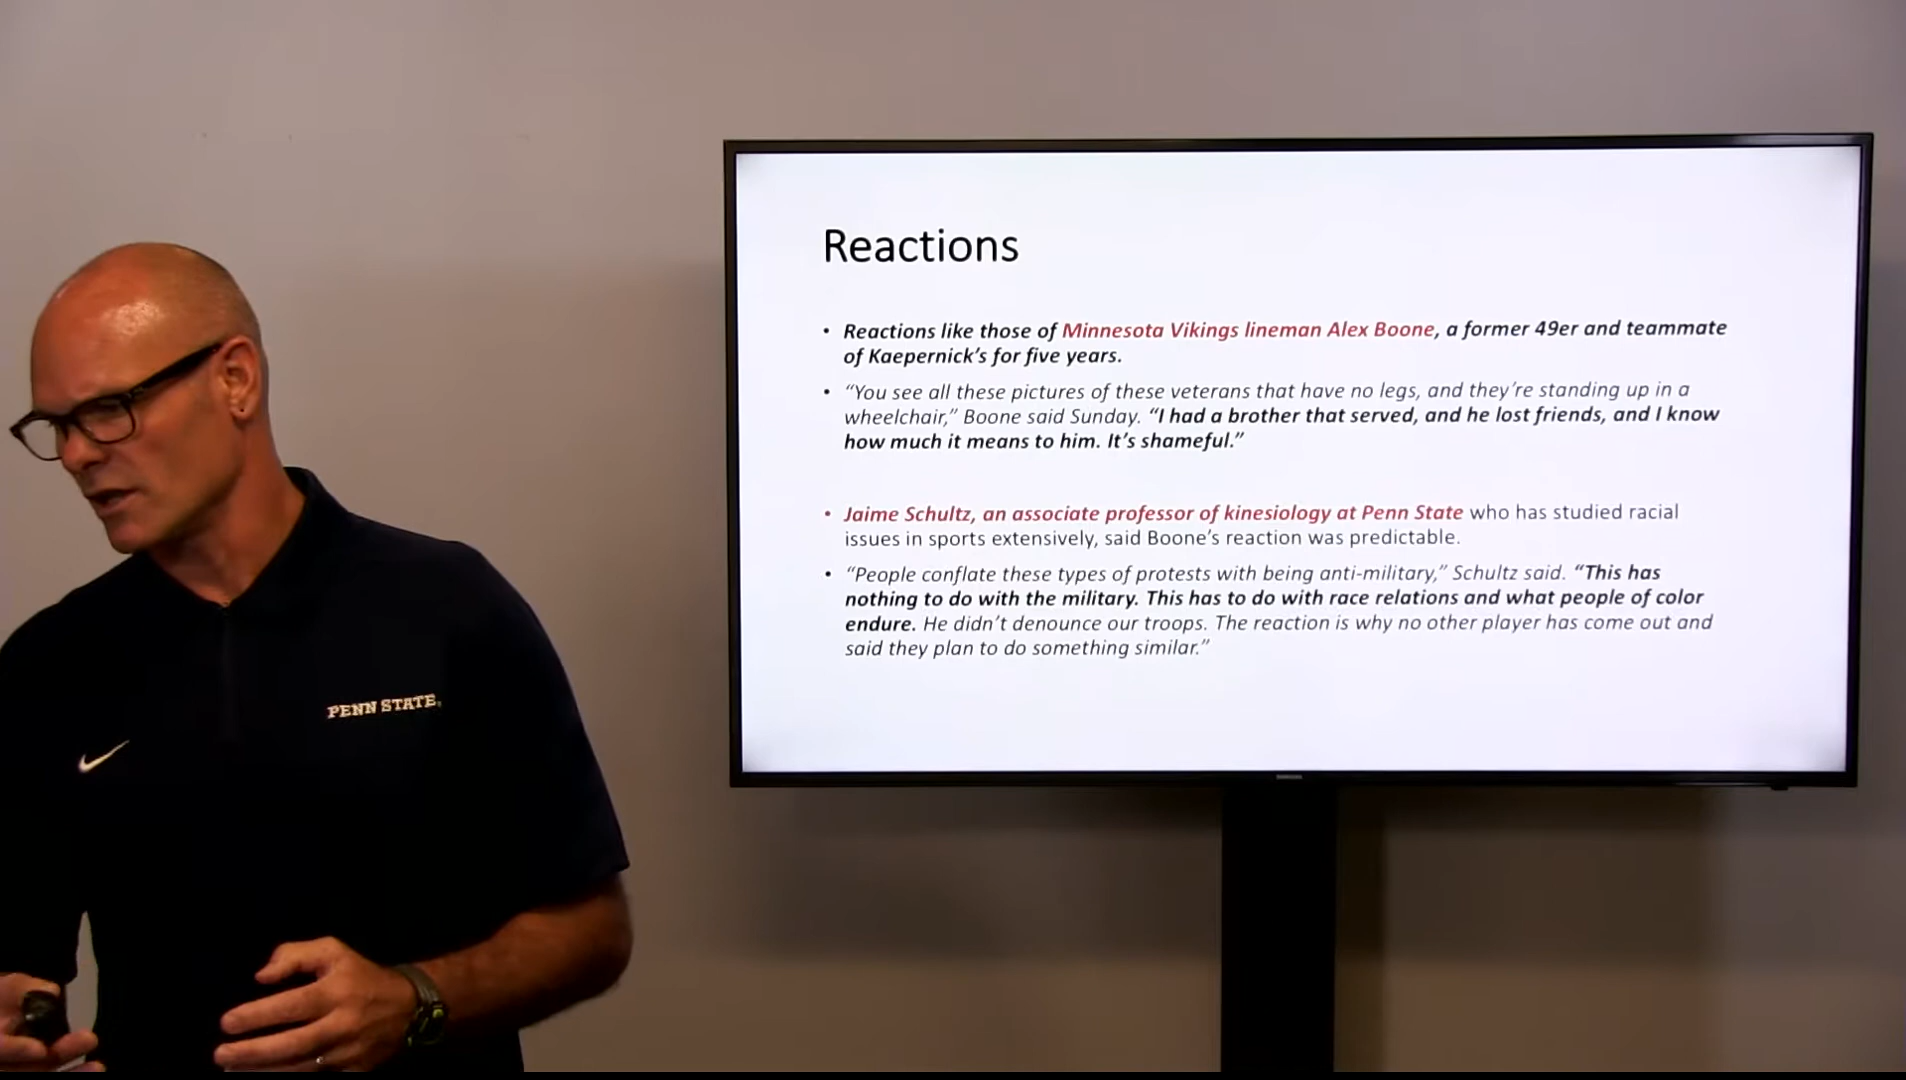 Reactions
• Reactions like those of Minnesota Vikings lineman Alex Boone, a former 49er and teammate
of Kaepernick's for five years.
• “You see all these pictures of these veterans that have no legs, and they're standing up in a
wheelchair,” Boone said Sunday. “I had a brother that served, and he lost friends, and I know
how much it means to him. It's shameful.”
• Jaime Schultz, an associate professor of kinesiology at Penn State who has studied racial
issues in sports extensively, said Boone's reaction was predictable.
• “People conflate these types of protests with being anti-military,” Schultz said. “This has
nothing to do with the military. This has to do with race relations and what people of color
endure. He didn't denounce our troops. The reaction is why no other player has come out and
said they plan to do something similar.”
PENN STATE